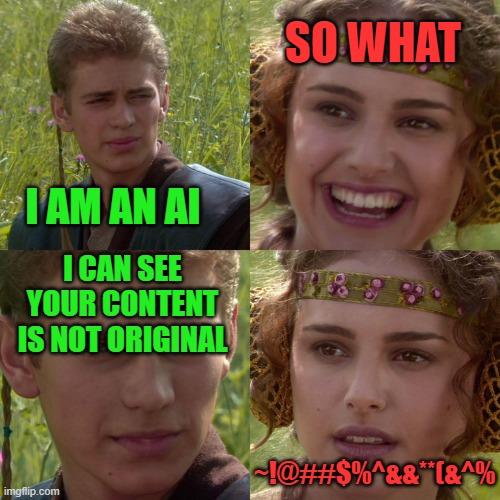 SO WHAT
I AM AN AI
I CAN SEE
YOUR CONTENT
IS NOT ORIGINAL
~!@##$%^&&**(&^%
imgflip.com